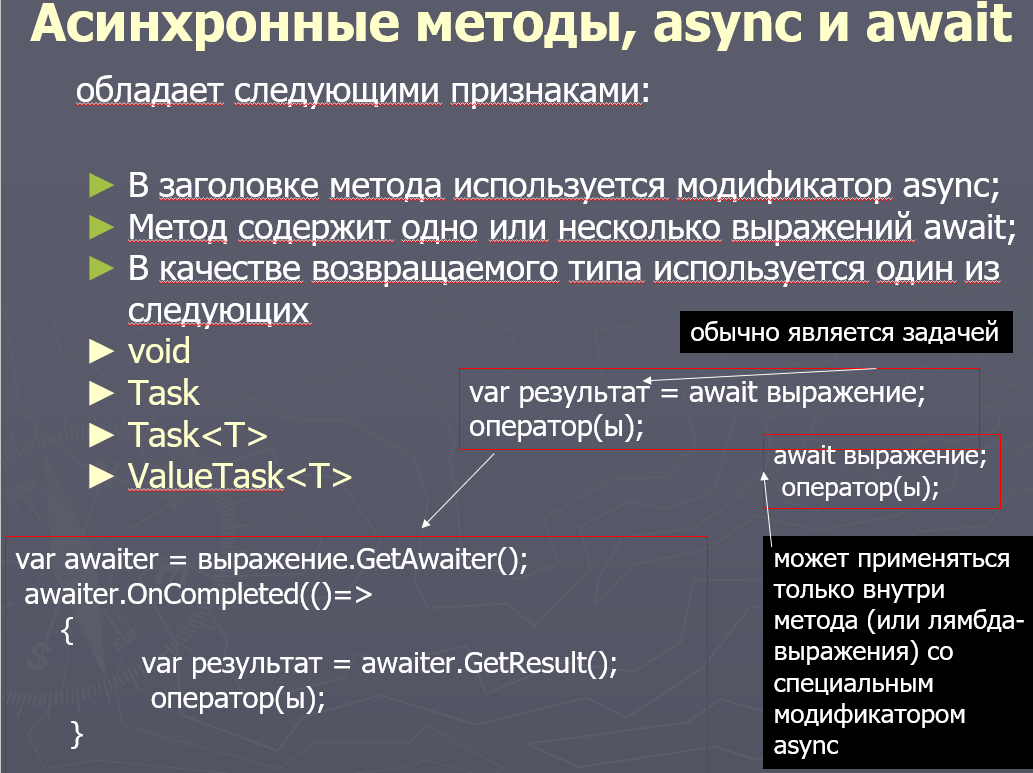 Асинхронные методы, async и await
обладает следующими признаками:
В заголовке метода используется модификатор async;
Метод содержит одно или несколько выражений await;
В качестве возвращаемого типа используется один из
следующих
void
Task
Task<T>
ValueTask<T>
обычно является задачей
var результат = await выражение;
оператор(ы);
await выражение;
оператор(ы);
var awaiter = выражение.GetAwaiter();
awaiter.OnCompleted(()=>
{
var результат = awaiter.GetResult();
оператор(ы);
}
может применяться
только внутри
метода (или лямбда-
выражения) со
специальным
модификатором
async